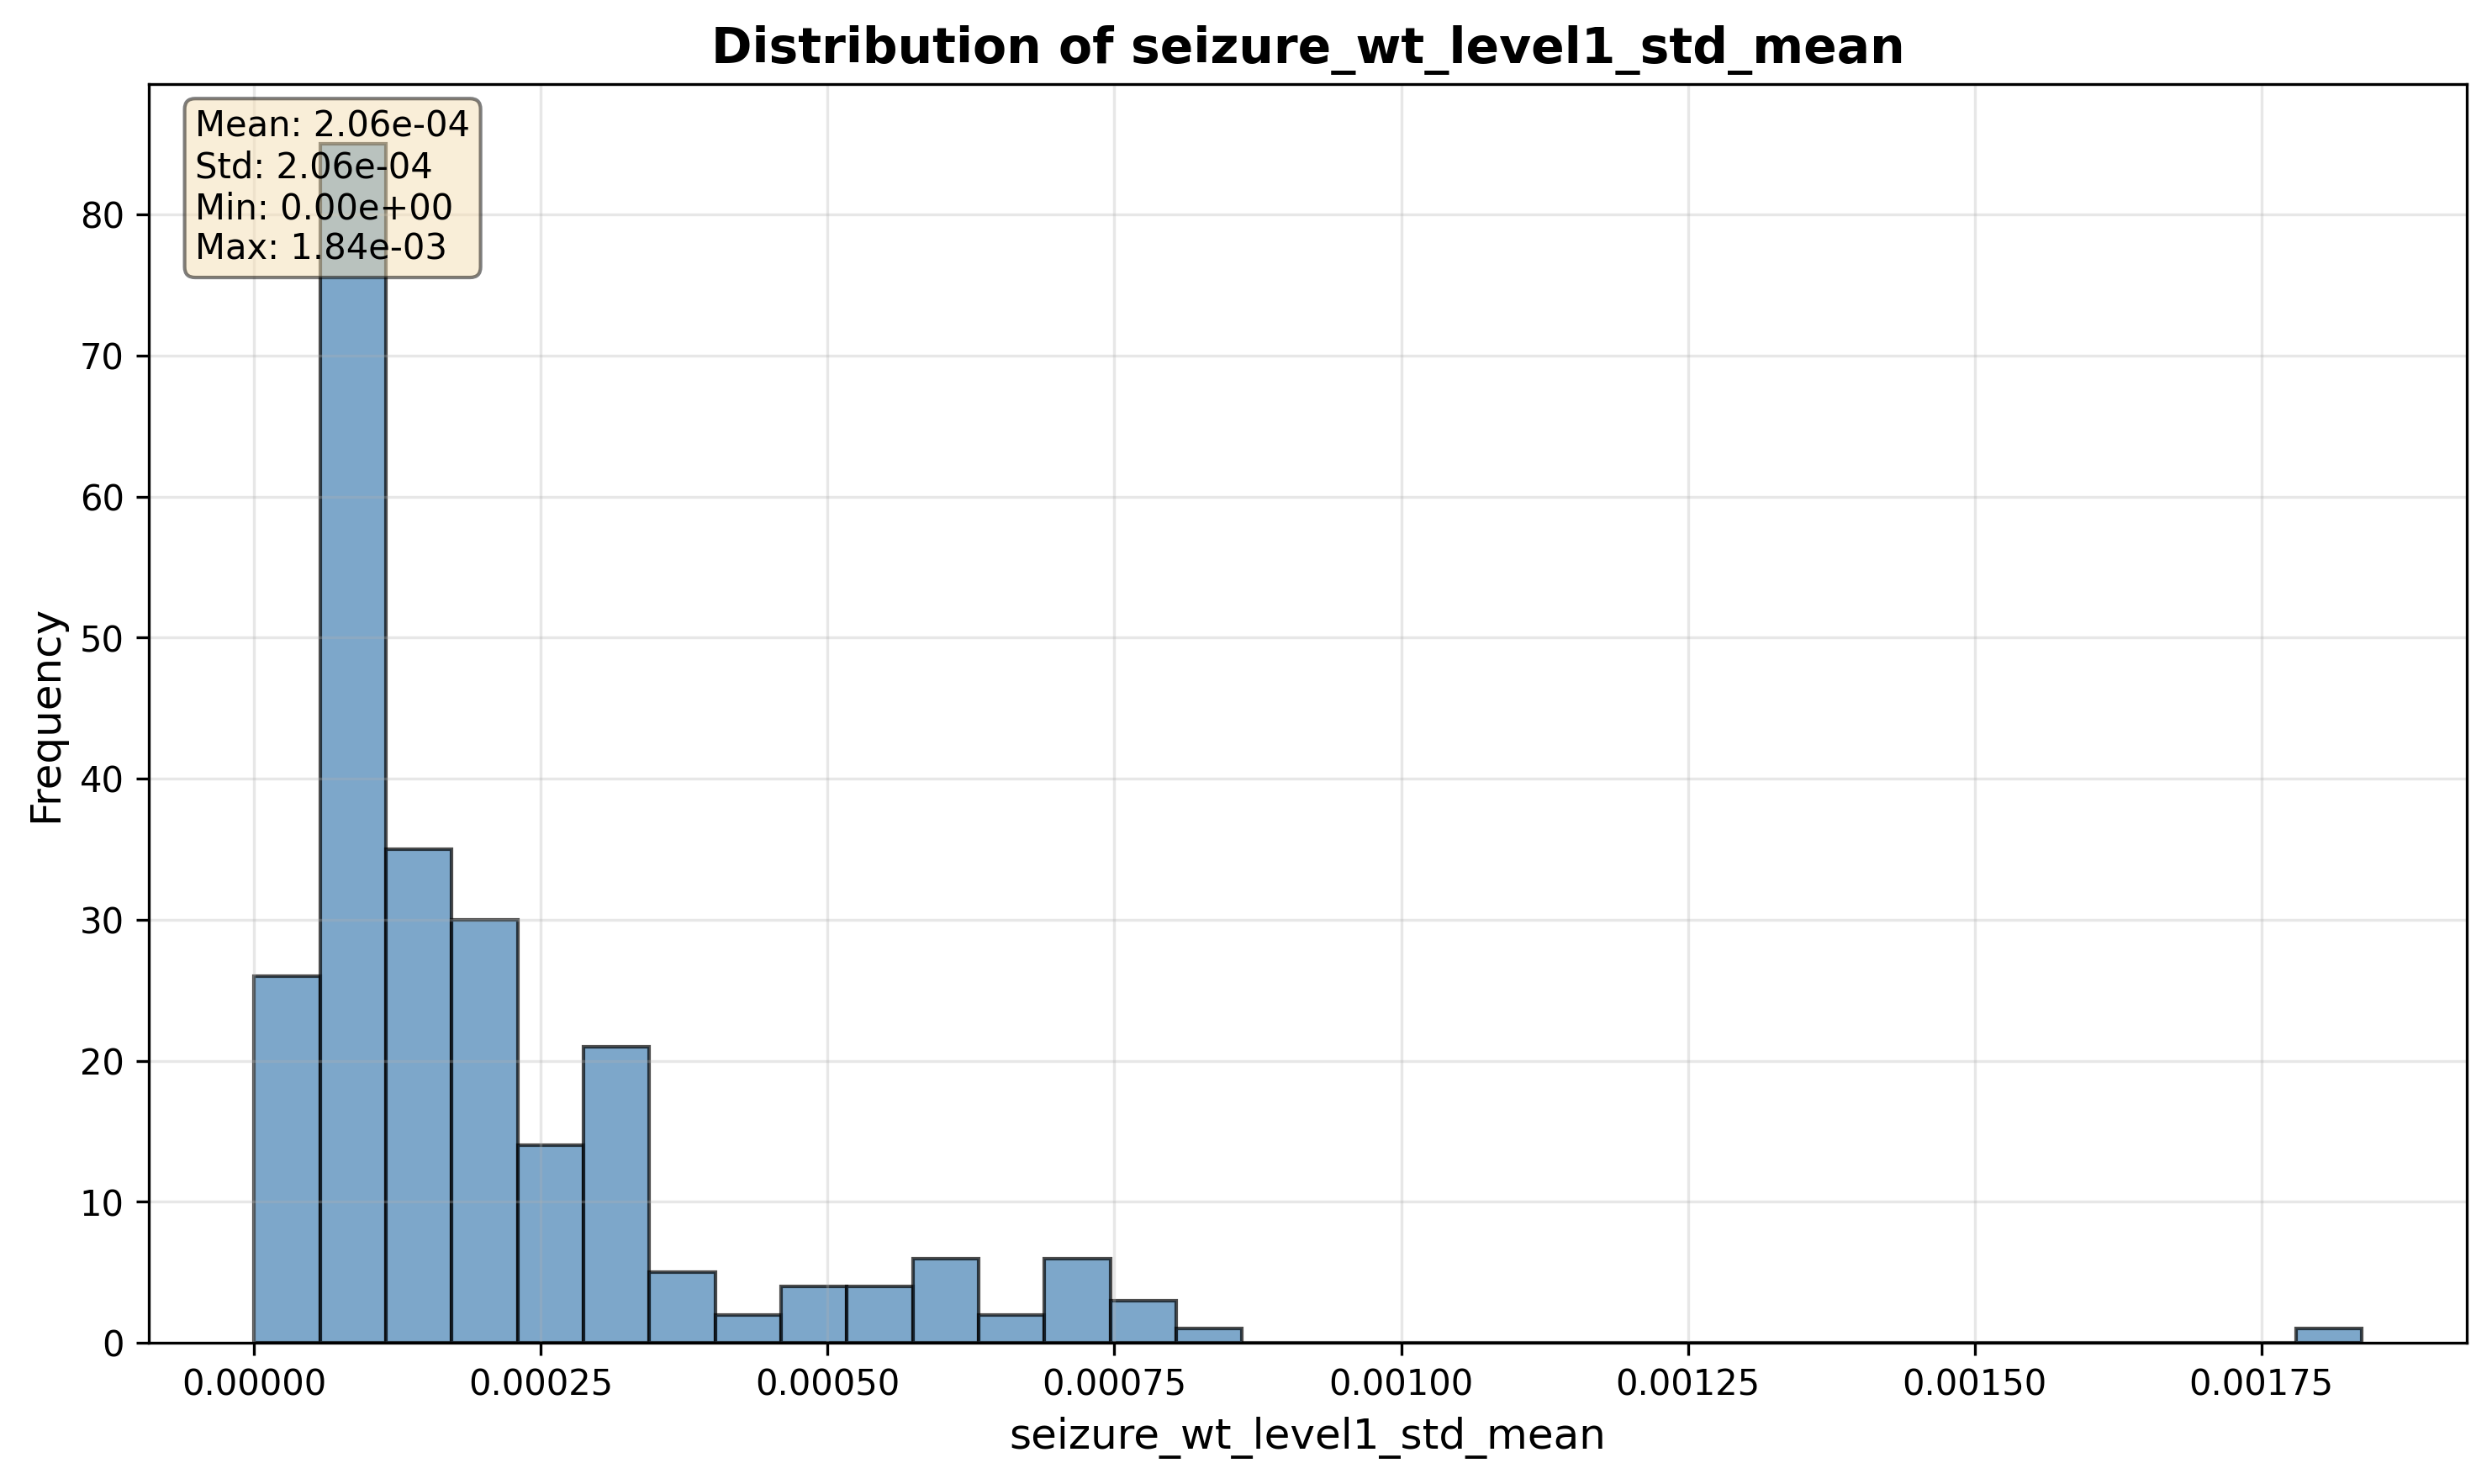 Distribution of seizure_wt_level1_std_mean
Mean: 2.06e-04
Std: 2.06e-04
Min: 0.00e+00
Max: 1.84e-03
80
70
60
50
40
30
20
10
0
Frequency
0.00000 0.00025 0.00050 0.00075 0.00100 0.00125 0.00150 0.00175
seizure_wt_level1_std_mean